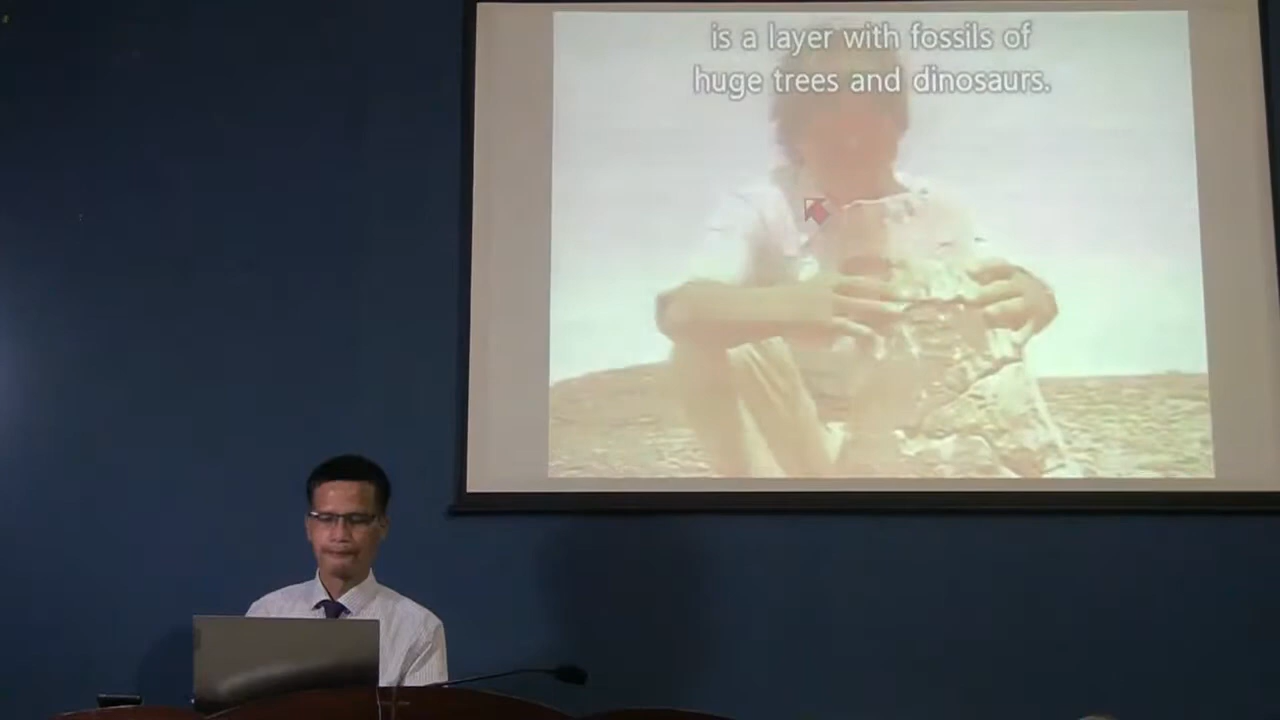 is a layer with fossils of
huge trees and dinosaurs.